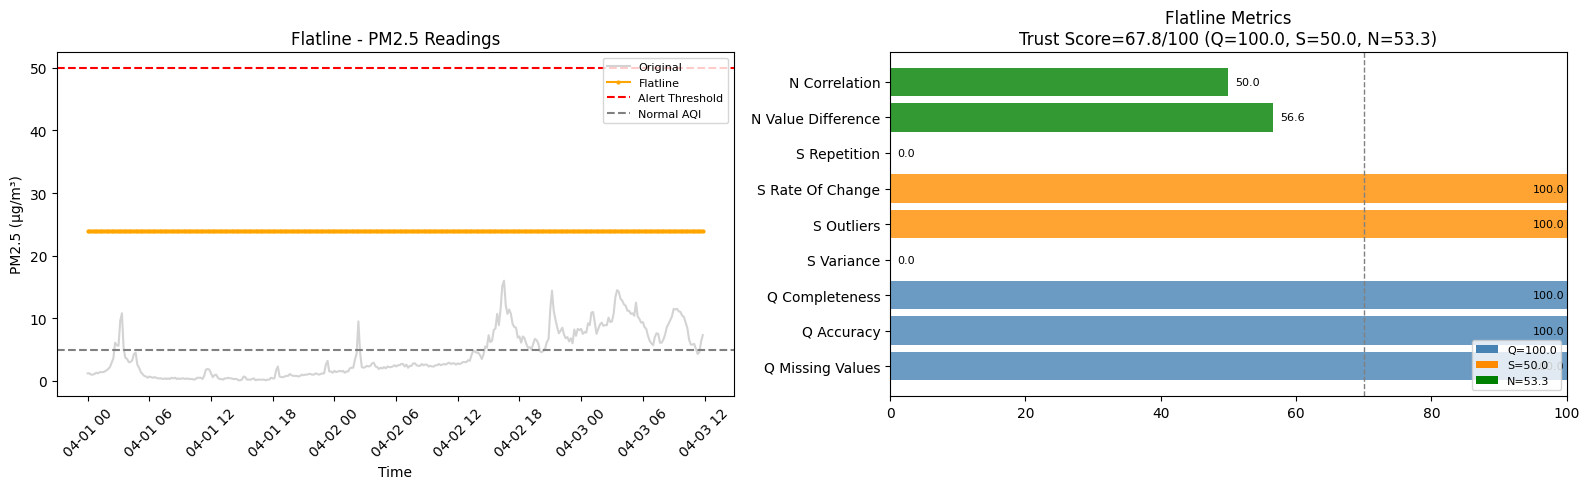 Flatline - PM2.5 Readings
PM2.5 (µg/m³)
50
40
30
20
10
0
Original
Flatline
Alert Threshold
Normal AQI
04-01 00
04-01 06
04-01 12
04-01 18
04-02 00
04-02 06
04-02 12
04-02 18
04-03 00
04-03 06
04-03 12
Time
Flatline Metrics
Trust Score=67.8/100 (Q=100.0, S=50.0, N=53.3)
N Correlation
50.0
N Value Difference
56.6
S Repetition
0.0
S Rate Of Change
100.0
S Outliers
100.0
S Variance
0.0
Q Completeness
100.0
Q Accuracy
100.0
Q Missing Values
Q=100.0
S=50.0
N=53.3
0
20
40
60
80
100